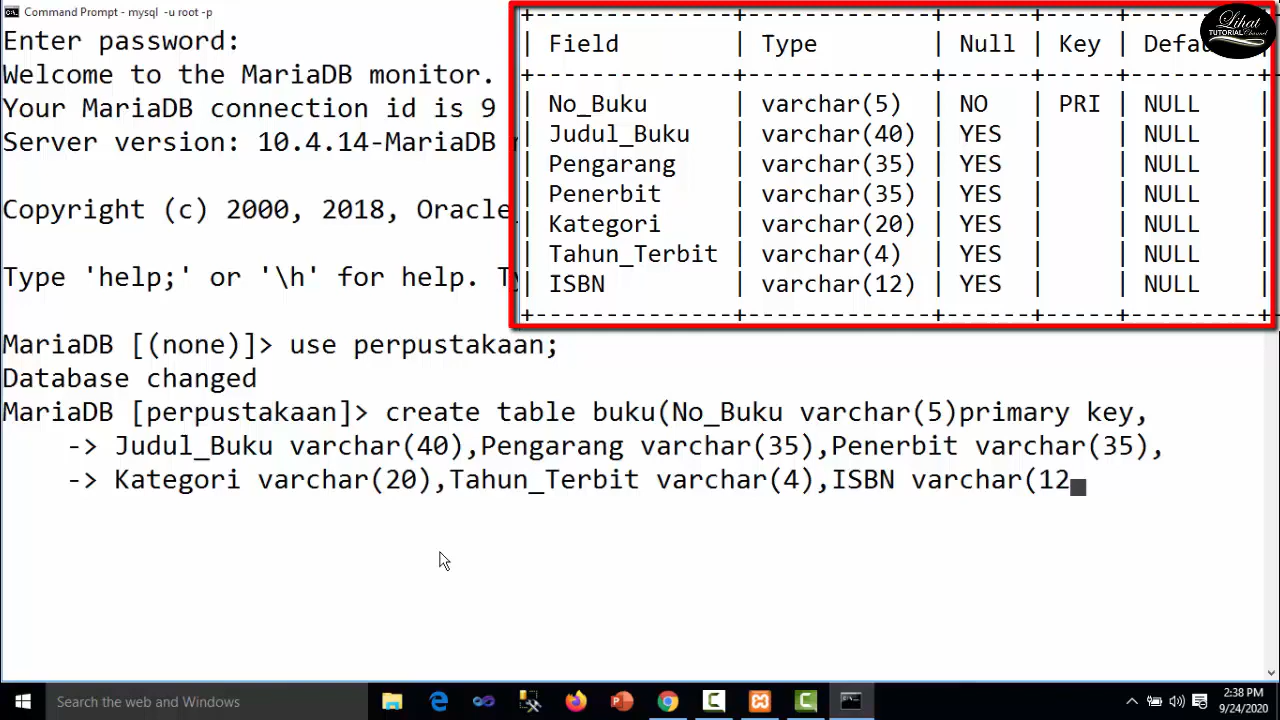 Command Prompt - mysql -u root -p
Enter password:
Welcome to the MariaDB monitor.
Your MariaDB connection id is 9
Server version: 10.4.14-MariaDB
Copyright (c) 2000, 2018, Oracle
Type 'help;' or '\h' for help.
MariaDB [(none)]> use perpustakaan;
Database changed
MariaDB [perpustakaan]> create table buku(No_Buku varchar(5)primary key,
-> Judul_Buku varchar(40),Pengarang varchar(35),Penerbit varchar(35),
-> Kategori varchar(20),Tahun_Terbit varchar(4),ISBN varchar(12
| Field | Type | Null | Key | Defa
| No_Buku | varchar(5) | NO | PRI | NULL |
| Judul_Buku | varchar(40) | YES | | NULL |
| Pengarang | varchar(35) | YES | | NULL |
| Penerbit | varchar(35) | YES | | NULL |
| Kategori | varchar(20) | YES | | NULL |
| Tahun_Terbit | varchar(4) | YES | | NULL |
| ISBN | varchar(12) | YES | | NULL |
Lihat
TUTORIAL Channel
Search the web and Windows
2:38 PM
9/24/2020